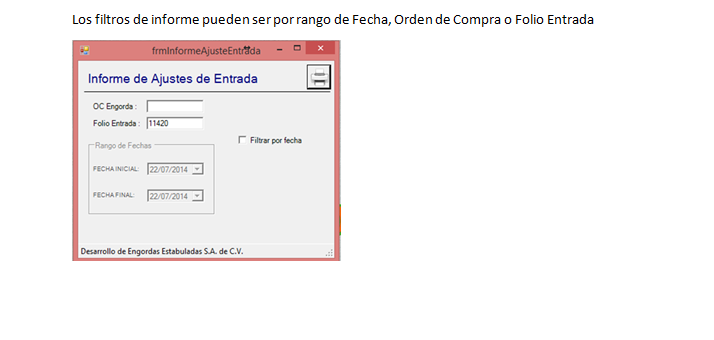 Los filtros de informe pueden ser por rango de Fecha, Orden de Compra o Folio Entrada
frmInformeAjusteEntrada
Informe de Ajustes de Entrada
OC Engorda :
Folio Entrada : 11420
Filtrar por fecha
Rango de Fechas
FECHA INICIAL: 22/07/2014
FECHA FINAL: 22/07/2014
Desarrollo de Engordas Estabuladas S.A. de C.V.